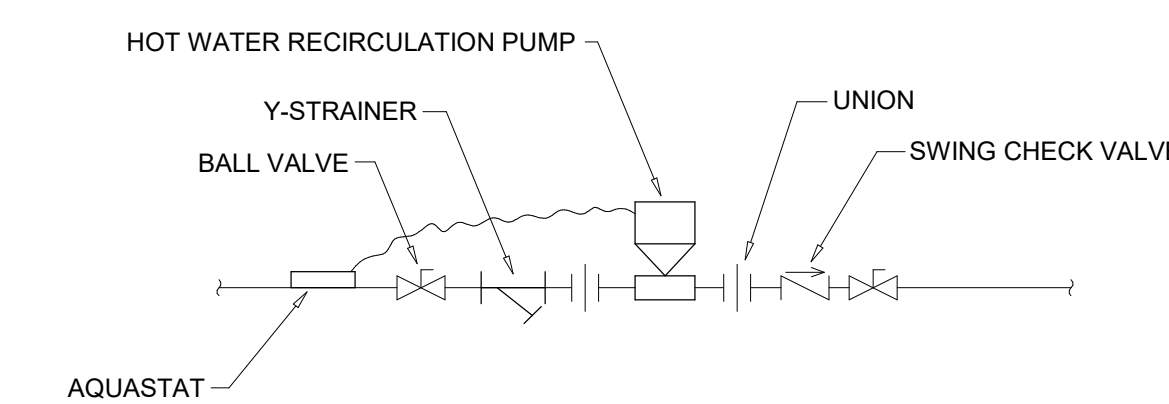 HOT WATER RECIRCULATION PUMP
Y-STRAINER
UNION
BALL VALVE
SWING CHECK VALV
AQUASTAT